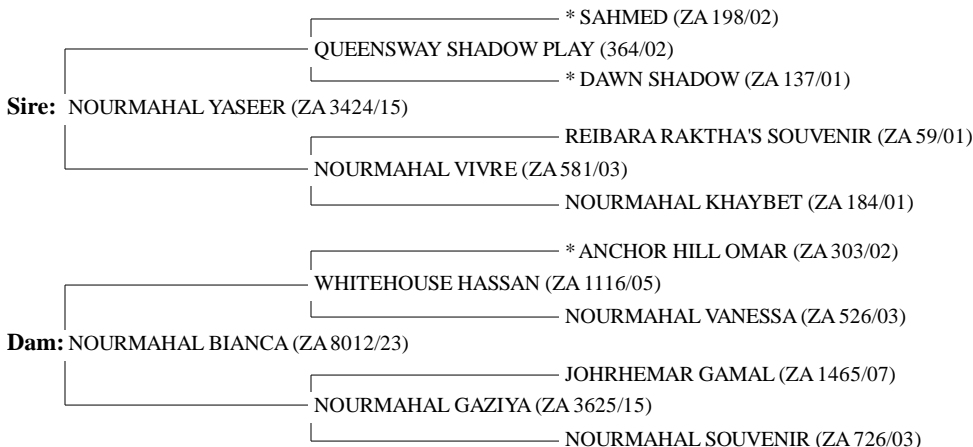 * SAHMED (ZA 198/02)
QUEENSWAY SHADOW PLAY (364/02)
* DAWN SHADOW (ZA 137/01)
Sire: NOURMAHAL YASEER (ZA 3424/15)
REIBARA RAKTHA'S SOUVENIR (ZA 59/01)
NOURMAHAL VIVRE (ZA 581/03)
NOURMAHAL KHAYBET (ZA 184/01)
* ANCHOR HILL OMAR (ZA 303/02)
WHITEHOUSE HASSAN (ZA 1116/05)
NOURMAHAL VANESSA (ZA 526/03)
Dam: NOURMAHAL BIANCA (ZA 8012/23)
JOHRHEMAR GAMAL (ZA 1465/07)
NOURMAHAL GAZIYA (ZA 3625/15)
NOURMAHAL SOUVENIR (ZA 726/03)